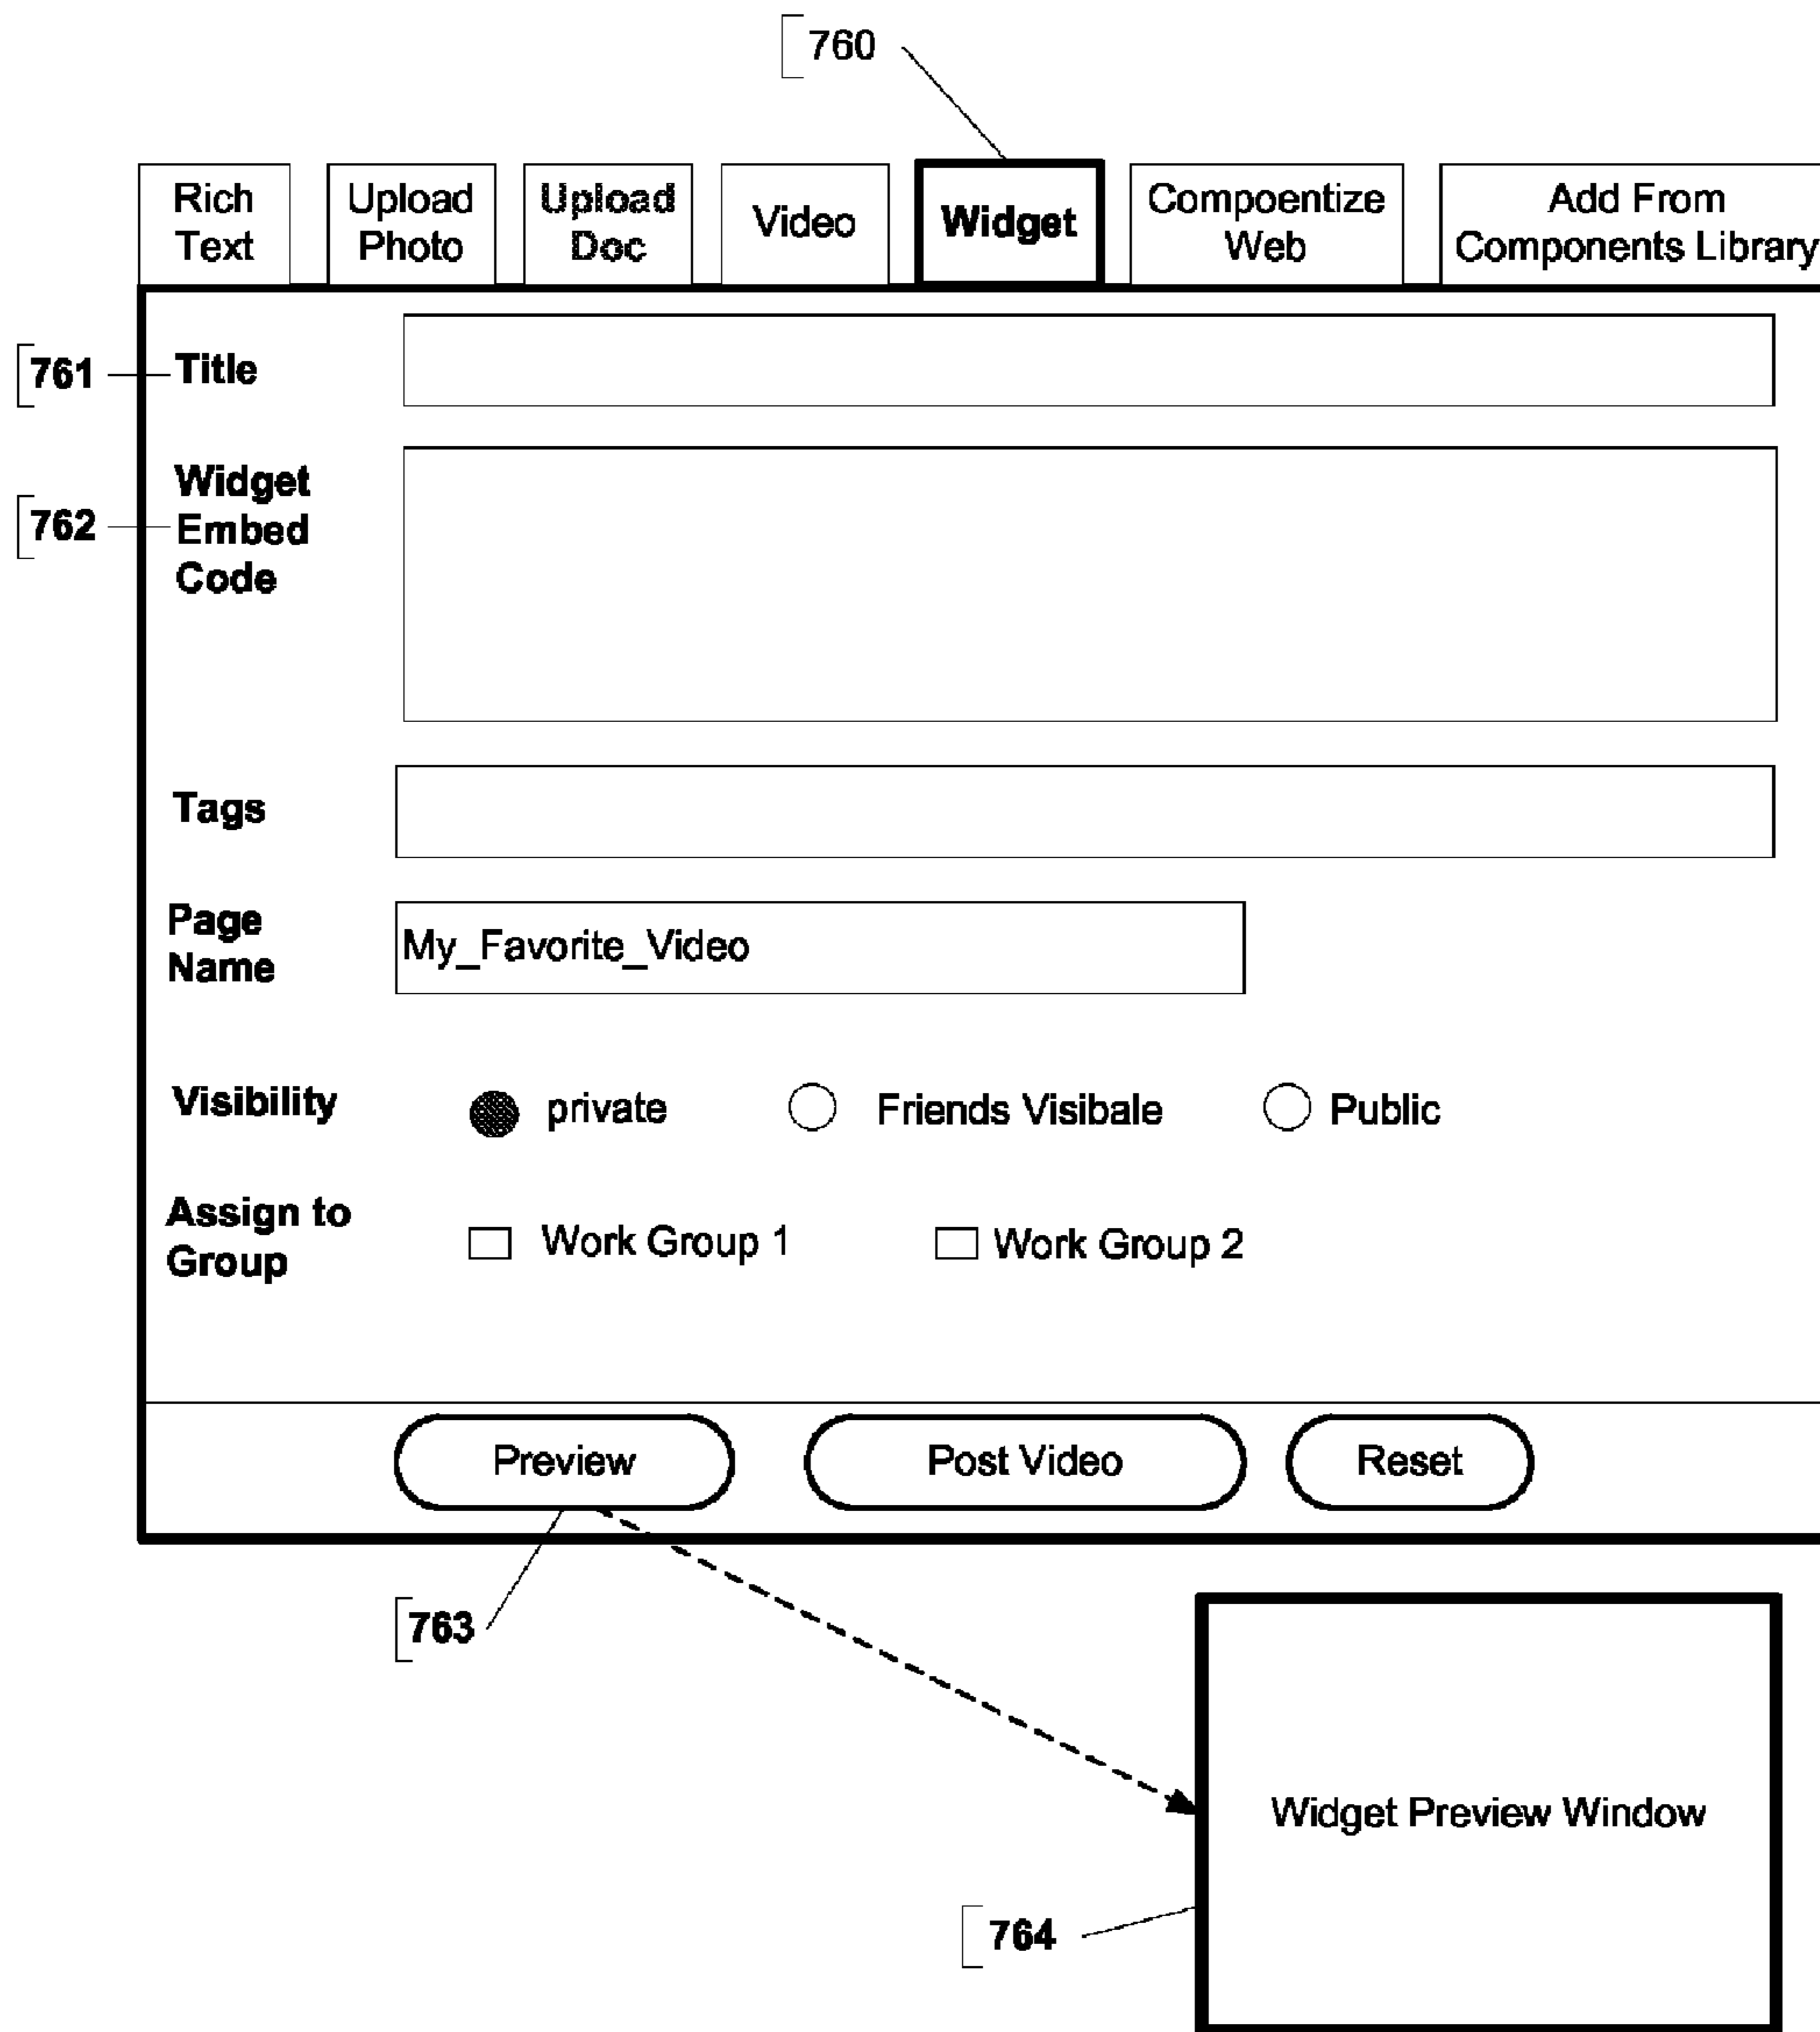 760
Rich
Text
Upload
Photo
Upload
Doc
Video
Widget
Compoentize
Web
Add From
Components Library
761
Title
762
Widget
Embed
Code
Tags
Page
Name
My_Favorite_Video
Visibility
private
Friends Visibale
Public
Assign to
Group
Work Group 1
Work Group 2
Preview
Post Video
Reset
763
Widget Preview Window
764